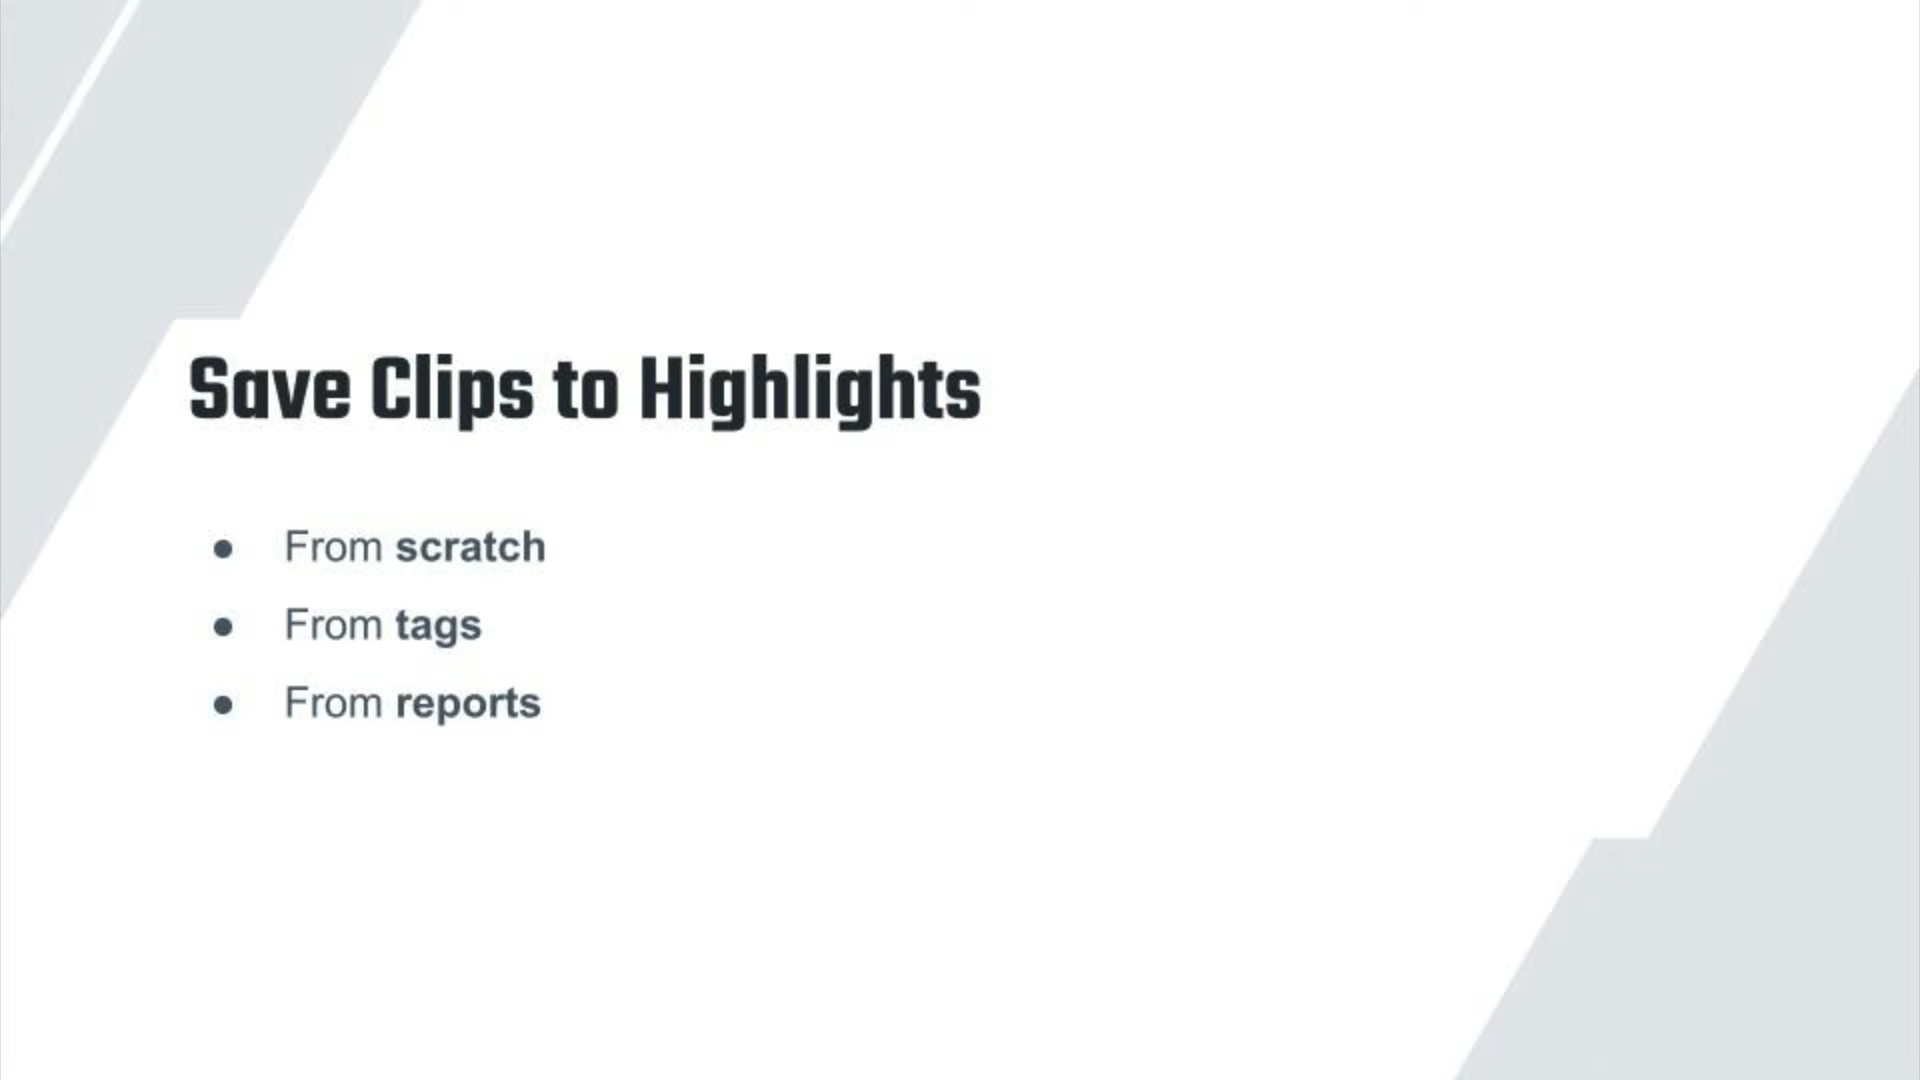 Save Clips to Highlights
● From scratch
● From tags
● From reports